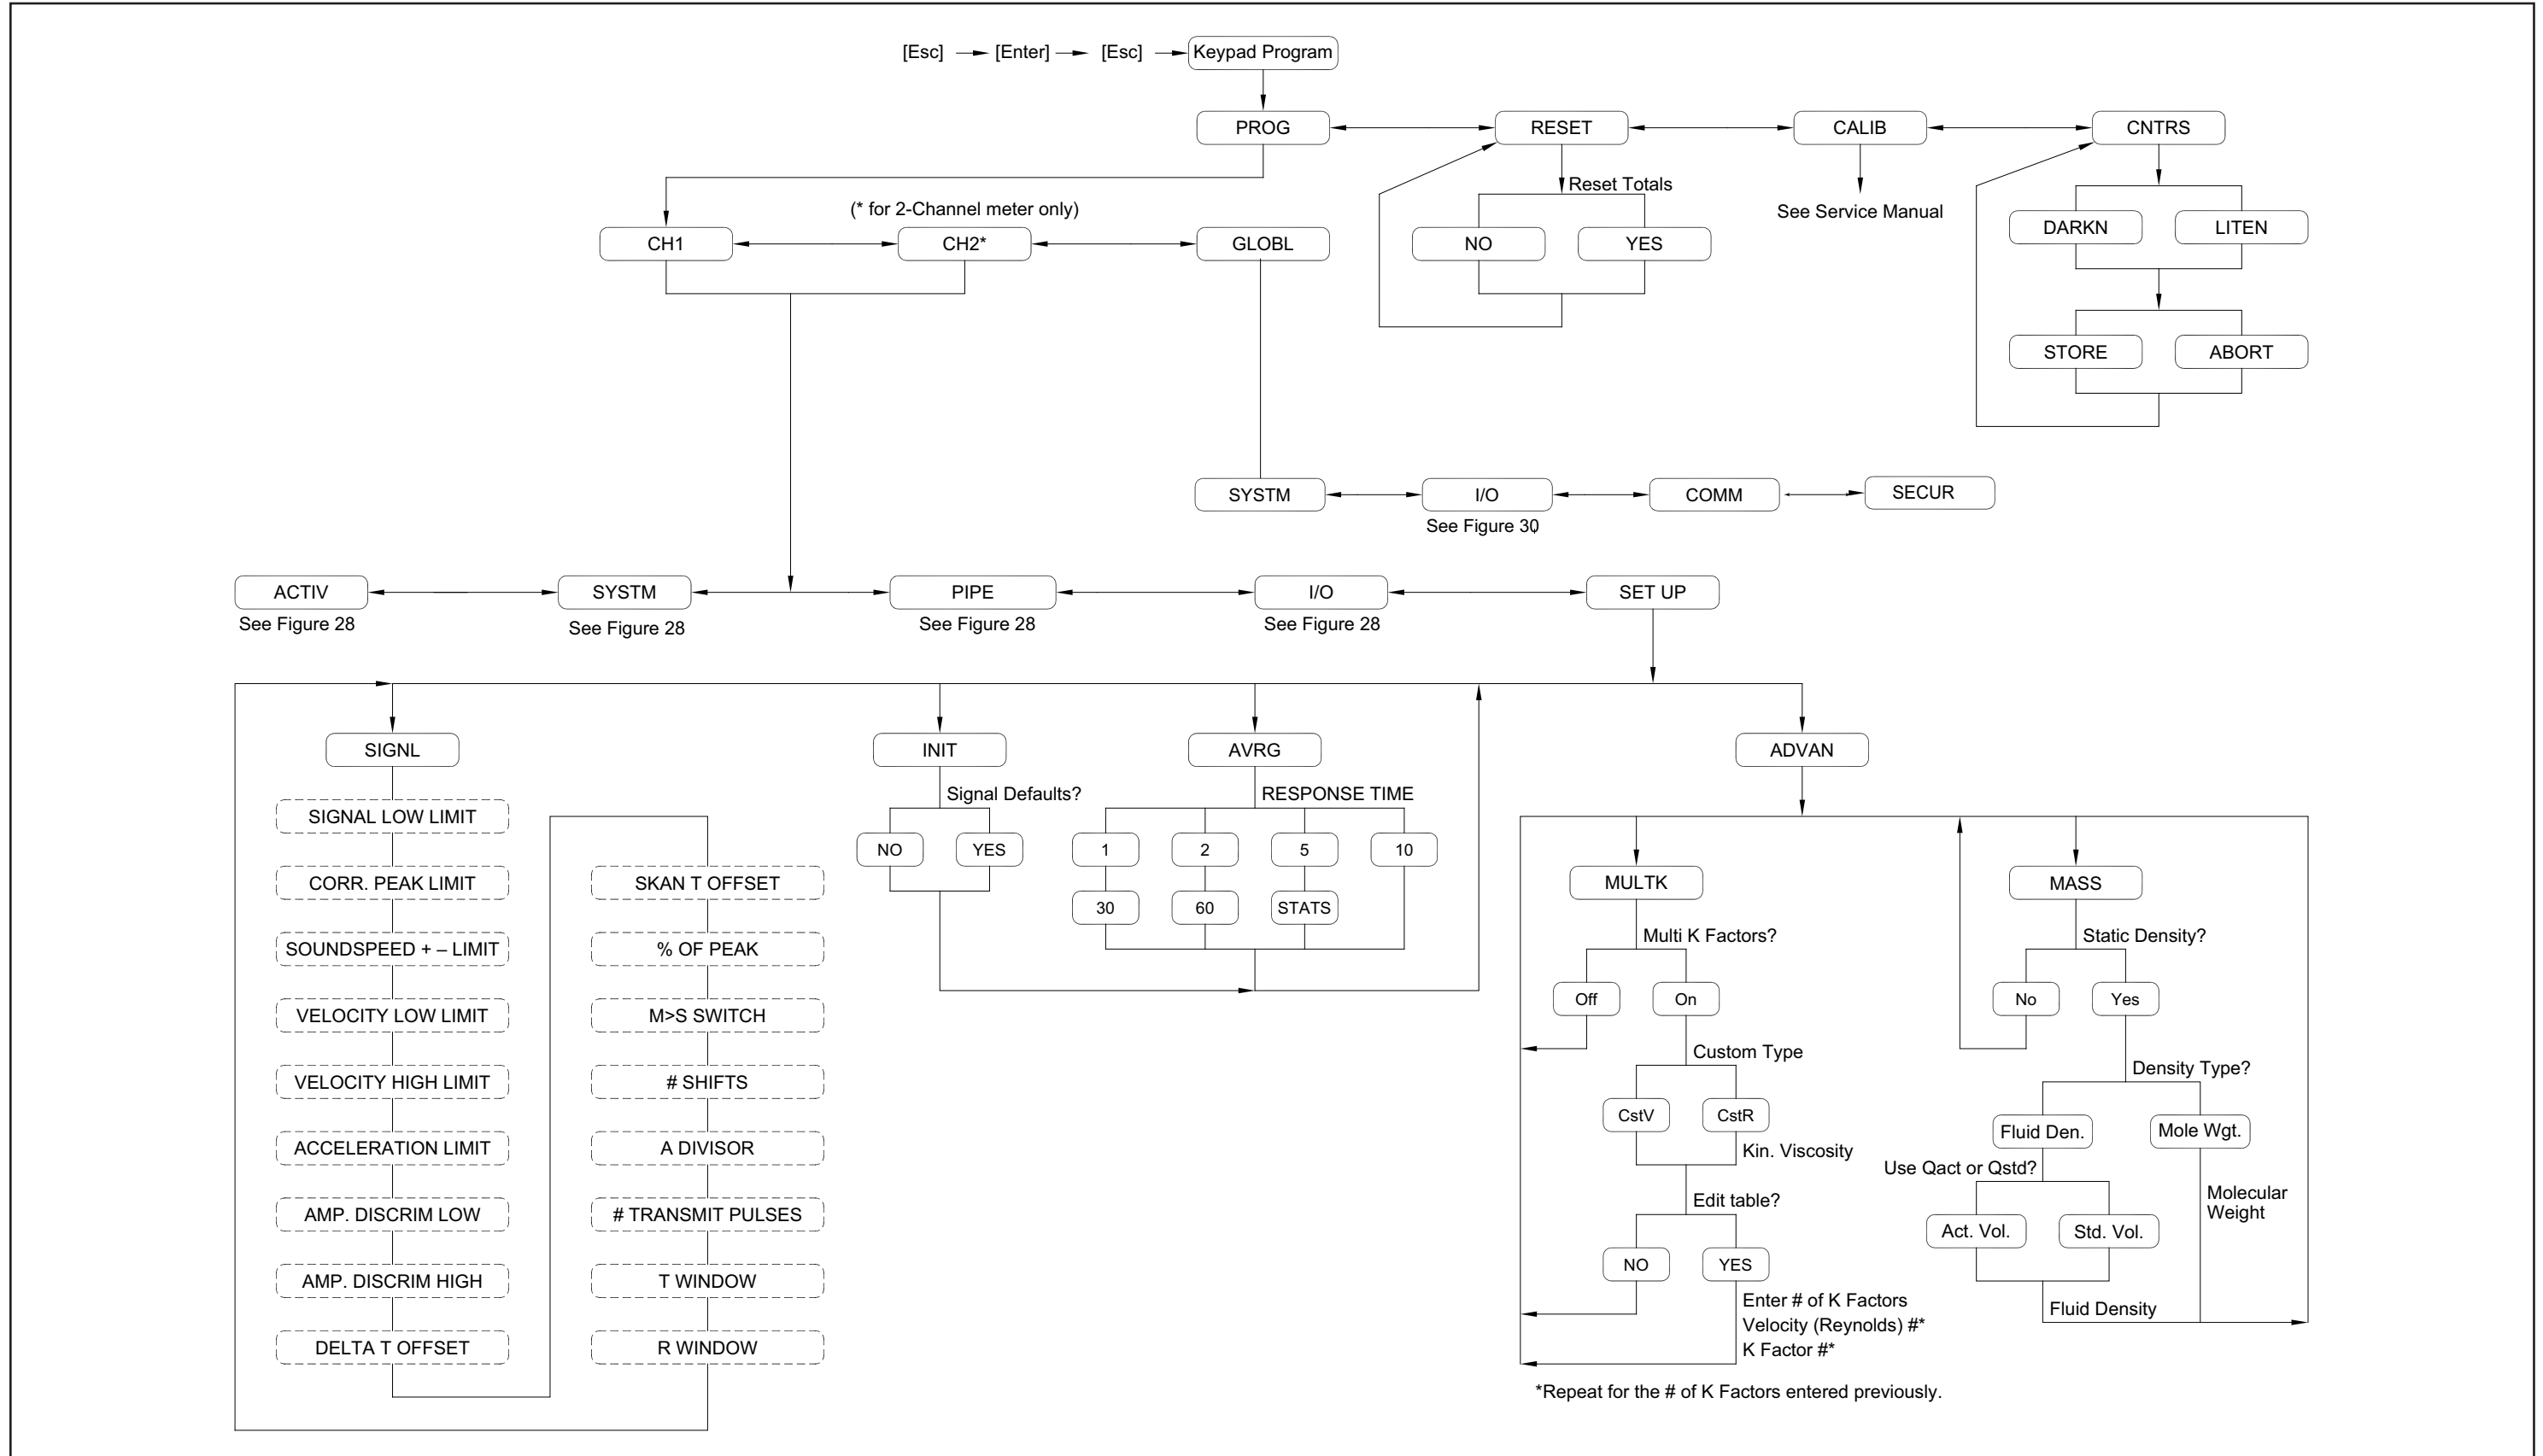 [Esc] [Enter] [Esc] Keypad Program
PROG RESET CALIB CNTRS
Reset Totals
See Service Manual
(* for 2-Channel meter only)
CH1 CH2* GLOBL
NO YES
DARKN LITEN
STORE ABORT
SYSTM I/O COMM SECUR
See Figure 30
ACTIV SYSTM PIPE I/O SET UP
See Figure 28 See Figure 28 See Figure 28 See Figure 28
SIGNL INIT AVRG ADVAN
SIGNAL LOW LIMIT
CORR. PEAK LIMIT
SOUNDSPEED + – LIMIT
VELOCITY LOW LIMIT
VELOCITY HIGH LIMIT
ACCELERATION LIMIT
AMP. DISCRIM LOW
AMP. DISCRIM HIGH
DELTA T OFFSET
SKAN T OFFSET
% OF PEAK
M>S SWITCH
# SHIFTS
A DIVISOR
# TRANSMIT PULSES
T WINDOW
R WINDOW
Signal Defaults?
NO YES
RESPONSE TIME
1 2 5 10
30 60 STATS
MULTK
Multi K Factors?
Off On
Custom Type
CstV CstR
Kin. Viscosity
Edit table?
NO YES
Enter # of K Factors
Velocity (Reynolds) #*
K Factor #*
*Repeat for the # of K Factors entered previously.
MASS
Static Density?
No Yes
Density Type?
Fluid Den. Mole Wgt.
Use Qact or Qstd?
Act. Vol. Std. Vol.
Molecular
Weight
Fluid Density